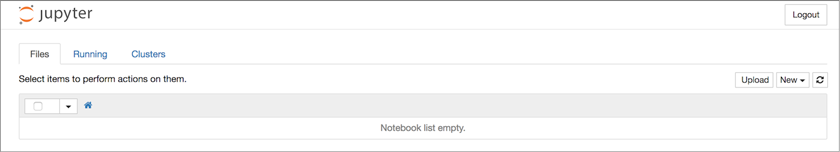 jupyter
Logout
Files Running Clusters
Select items to perform actions on them.
Upload New
Notebook list empty.